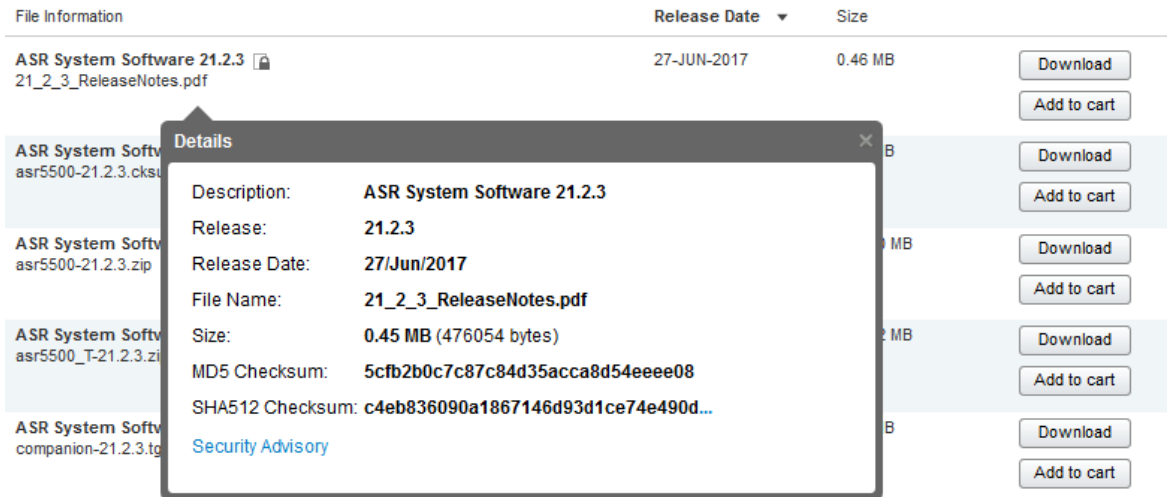 File Information Release Date Size
ASR System Software 21.2.3 27-JUN-2017 0.46 MB Download
21_2_3_ReleaseNotes.pdf
Add to cart
Details
ASR System Softw B Download
asr5500-21.2.3.cksu
Add to cart
Description: ASR System Software 21.2.3
Release: 21.2.3
ASR System Softw MB Download
asr5500-21.2.3.zip
Release Date: 27/Jun/2017
Add to cart
File Name: 21_2_3_ReleaseNotes.pdf
ASR System Softw MB Download
Size: 0.45 MB (476054 bytes)
asr5500_T-21.2.3.zi
MD5 Checksum: 5cfb2b0c7c87c84d35acca8d54eeee08
Add to cart
SHA512 Checksum: c4eb836090a1867146d93d1ce74e490d...
ASR System Softw B Download
companion-21.2.3.tg
Security Advisory
Add to cart